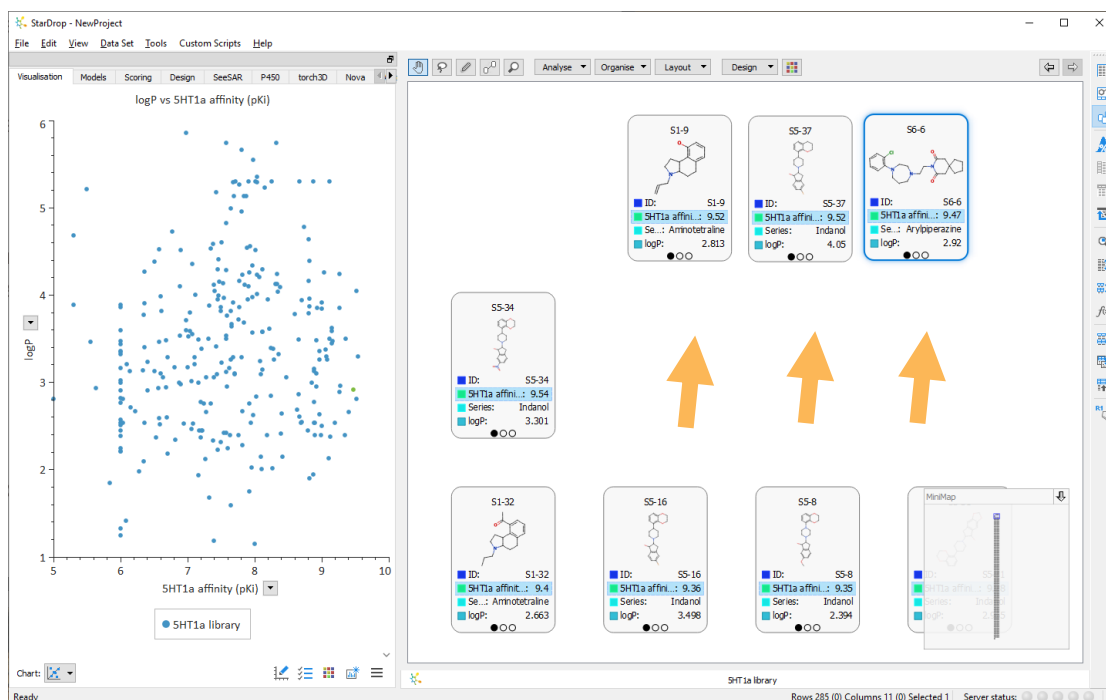 StarDrop - NewProject
File Edit View Data Set Tools Custom Scripts Help
Visualisation Models Scoring Design SeeSAR P450 torch3D Nova
Analyse Organise Layout Design
logP vs 5HT1a affinity (pKi)
6
5
4
3
2
1
logP
5 6 7 8 9 10
5HT1a affinity (pKi)
5HT1a library
Chart:
S1-9
ID: S1-9
5HT1a affini...: 9.52
Se...: Aminotetraline
logP: 2.813
S5-37
ID: S5-37
5HT1a affini...: 9.52
Series: Indanol
logP: 4.05
S6-6
ID: S6-6
5HT1a affini...: 9.47
Se...: Arylpiperazine
logP: 2.92
S5-34
ID: S5-34
5HT1a affini...: 9.54
Series: Indanol
logP: 3.301
S1-32
ID: S1-32
5HT1a affinit...: 9.4
Se...: Aminotetraline
logP: 2.663
S5-16
ID: S5-16
5HT1a affini...: 9.36
Series: Indanol
logP: 3.498
S5-8
ID: S5-8
5HT1a affini...: 9.35
Series: Indanol
logP: 2.394
MiniMap
ID:
5HT1a affini...:
Series: Indanol
logP:
5HT1a library
Ready
Rows 285 (0) Columns 11 (0) Selected 1 Server status: